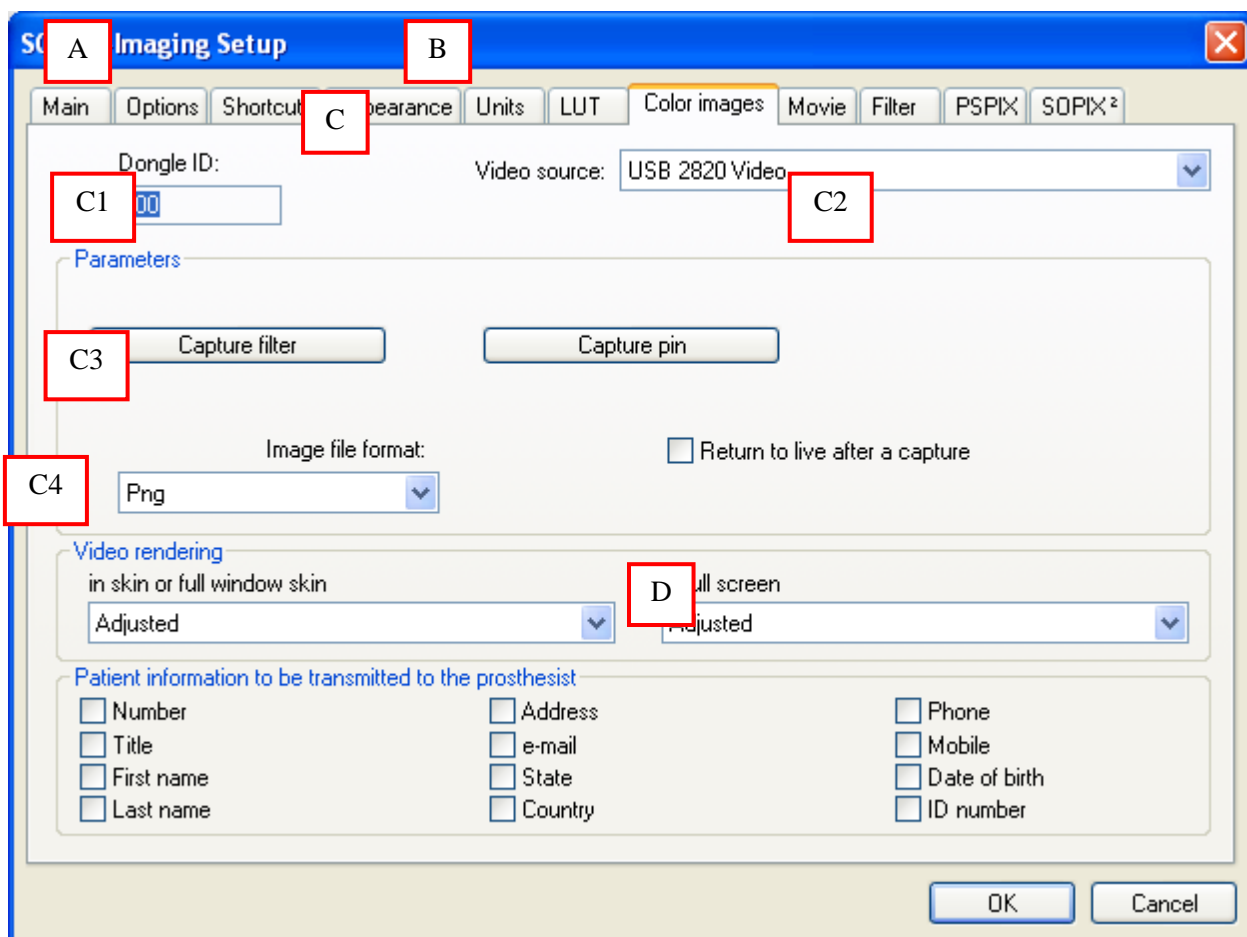 A
B
Imaging Setup
Main Options Shortcut C pearance Units LUT Color images Movie Filter PSPIX SOPIX²
Dongle ID:
Video source: USB 2820 Video
C1 00
C2
Parameters
Capture filter Capture pin
C3
Image file format:
Return to live after a capture
C4
Png
Video rendering
in skin or full window skin
D ull screen
Adjusted Adjusted
Patient information to be transmitted to the prosthesist
Number Address Phone
Title e-mail Mobile
First name State Date of birth
Last name Country ID number
OK Cancel